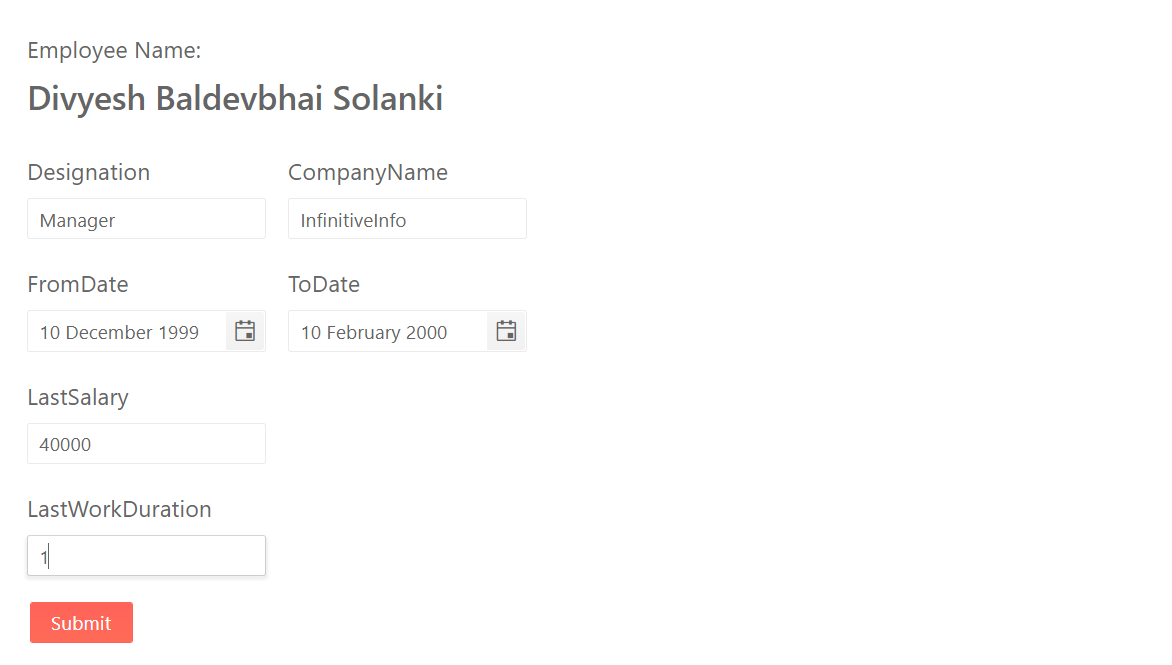 Employee Name:
Divyesh Baldevbhai Solanki
Designation CompanyName
Manager InfinitiveInfo
FromDate ToDate
10 December 1999 10 February 2000
LastSalary
40000
LastWorkDuration
1
Submit